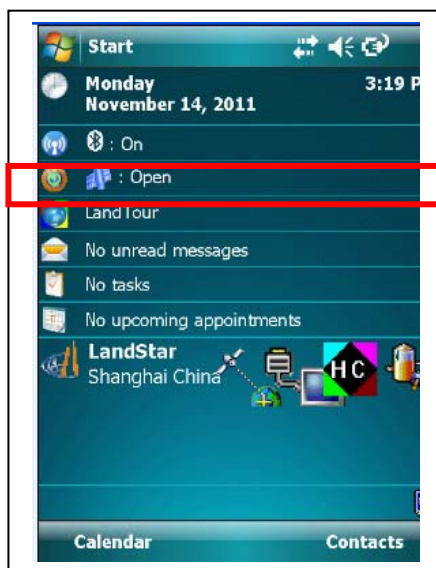 Start
Monday 3:19 P
November 14, 2011
: On
: Open
LandTour
No unread messages
No tasks
No upcoming appointments
LandStar
Shanghai China
HC
Calendar Contacts